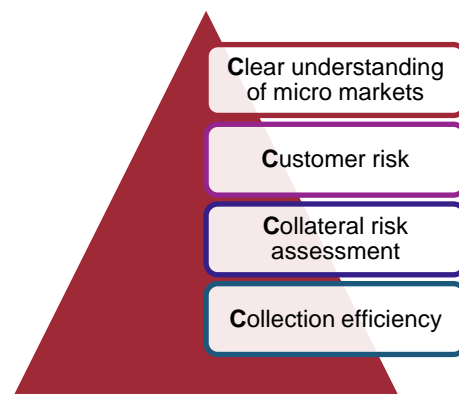 Clear understanding
of micro markets
Customer risk
Collateral risk
assessment
Collection efficiency